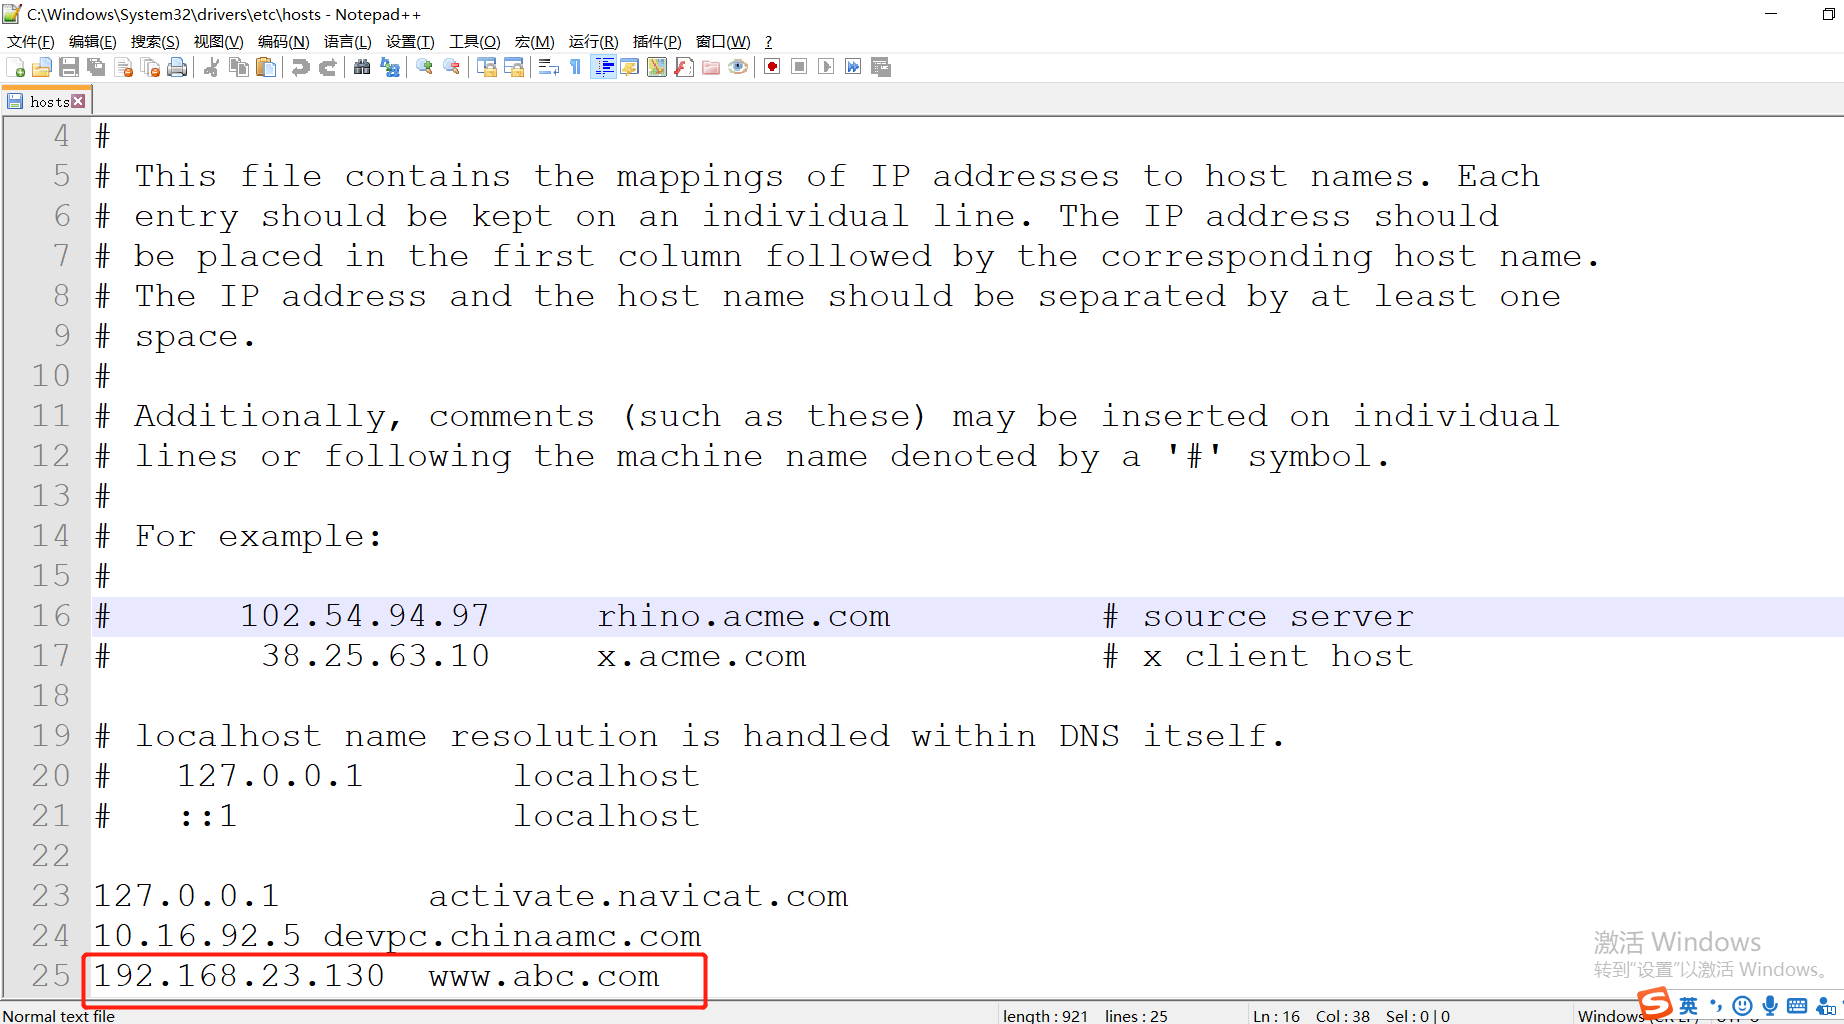 C:\Windows\System32\drivers\etc\hosts - Notepad++
文件(F) 编辑(E) 搜索(S) 视图(V) 编码(N) 语言(L) 设置(T) 工具(O) 宏(M) 运行(R) 插件(P) 窗口(W) ?
hosts
4 #
5 # This file contains the mappings of IP addresses to host names. Each
6 # entry should be kept on an individual line. The IP address should
7 # be placed in the first column followed by the corresponding host name.
8 # The IP address and the host name should be separated by at least one
9 # space.
10 #
11 # Additionally, comments (such as these) may be inserted on individual
12 # lines or following the machine name denoted by a '#' symbol.
13 #
14 # For example:
15 #
16 #      102.54.94.97     rhino.acme.com          # source server
17 #       38.25.63.10     x.acme.com              # x client host
18
19 # localhost name resolution is handled within DNS itself.
20 #   127.0.0.1       localhost
21 #   ::1             localhost
22
23 127.0.0.1       activate.navicat.com
24 10.16.92.5 devpc.chinaamc.com
25 192.168.23.130  www.abc.com
激活 Windows
转到“设置”以激活 Windows。
英
Normal text file length : 921 lines : 25 Ln : 16 Col : 38 Sel : 0 | 0 Windows